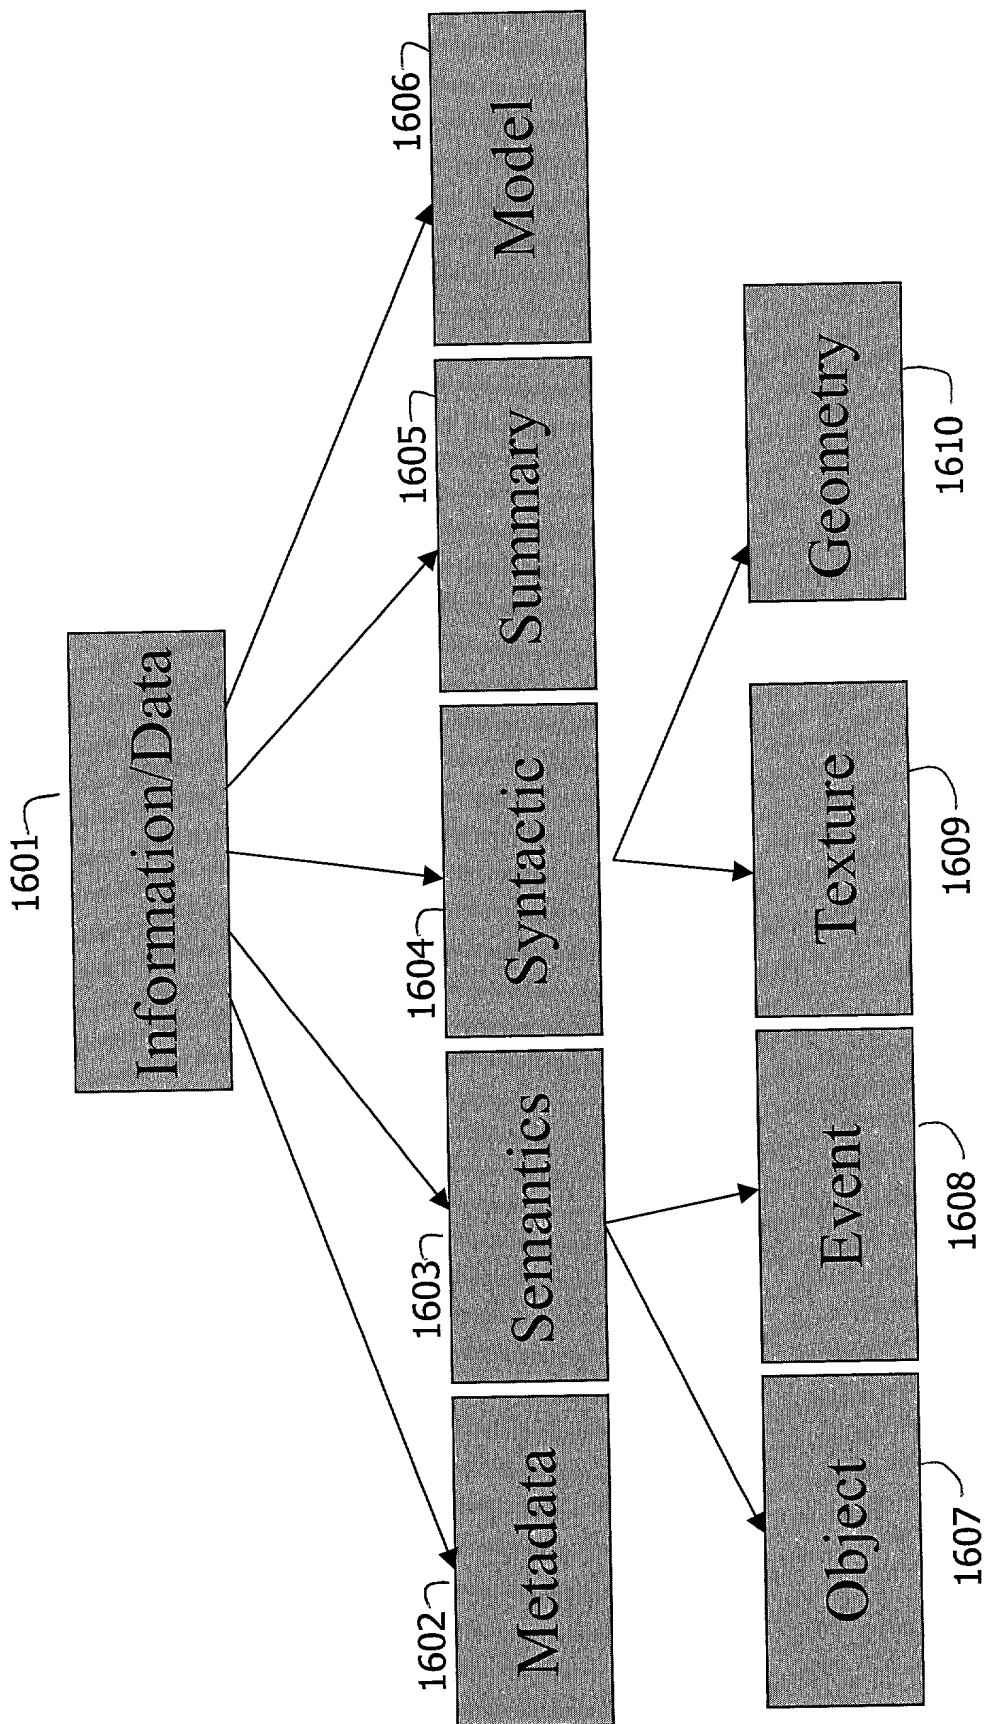 1601
Information/Data
1602
1603
1604
1605
1606
Metadata
Semantics
Syntactic
Summary
Model
Object
Event
Texture
Geometry
1607
1608
1609
1610